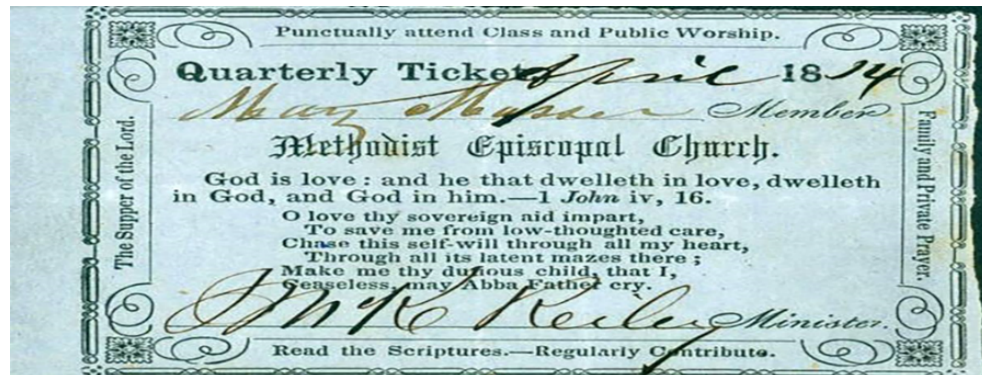 Punctually attend Class and Public Worship.
Quarterly Ticket April 18
Mary Member
Methodist Episcopal Church.
God is love: and he that dwelleth in love, dwelleth
in God, and God in him.—1 John iv, 16.
O love thy sovereign aid impart,
To save me from low-thoughted care,
Chase this self-will through all my heart,
Through all its latent mazes there;
Make me thy duteous child, that I,
Ceaseless, may Abba Father cry.
Minister.
Read the Scriptures.—Regularly Contribute.
The Supper of the Lord.
Family and Private Prayer.